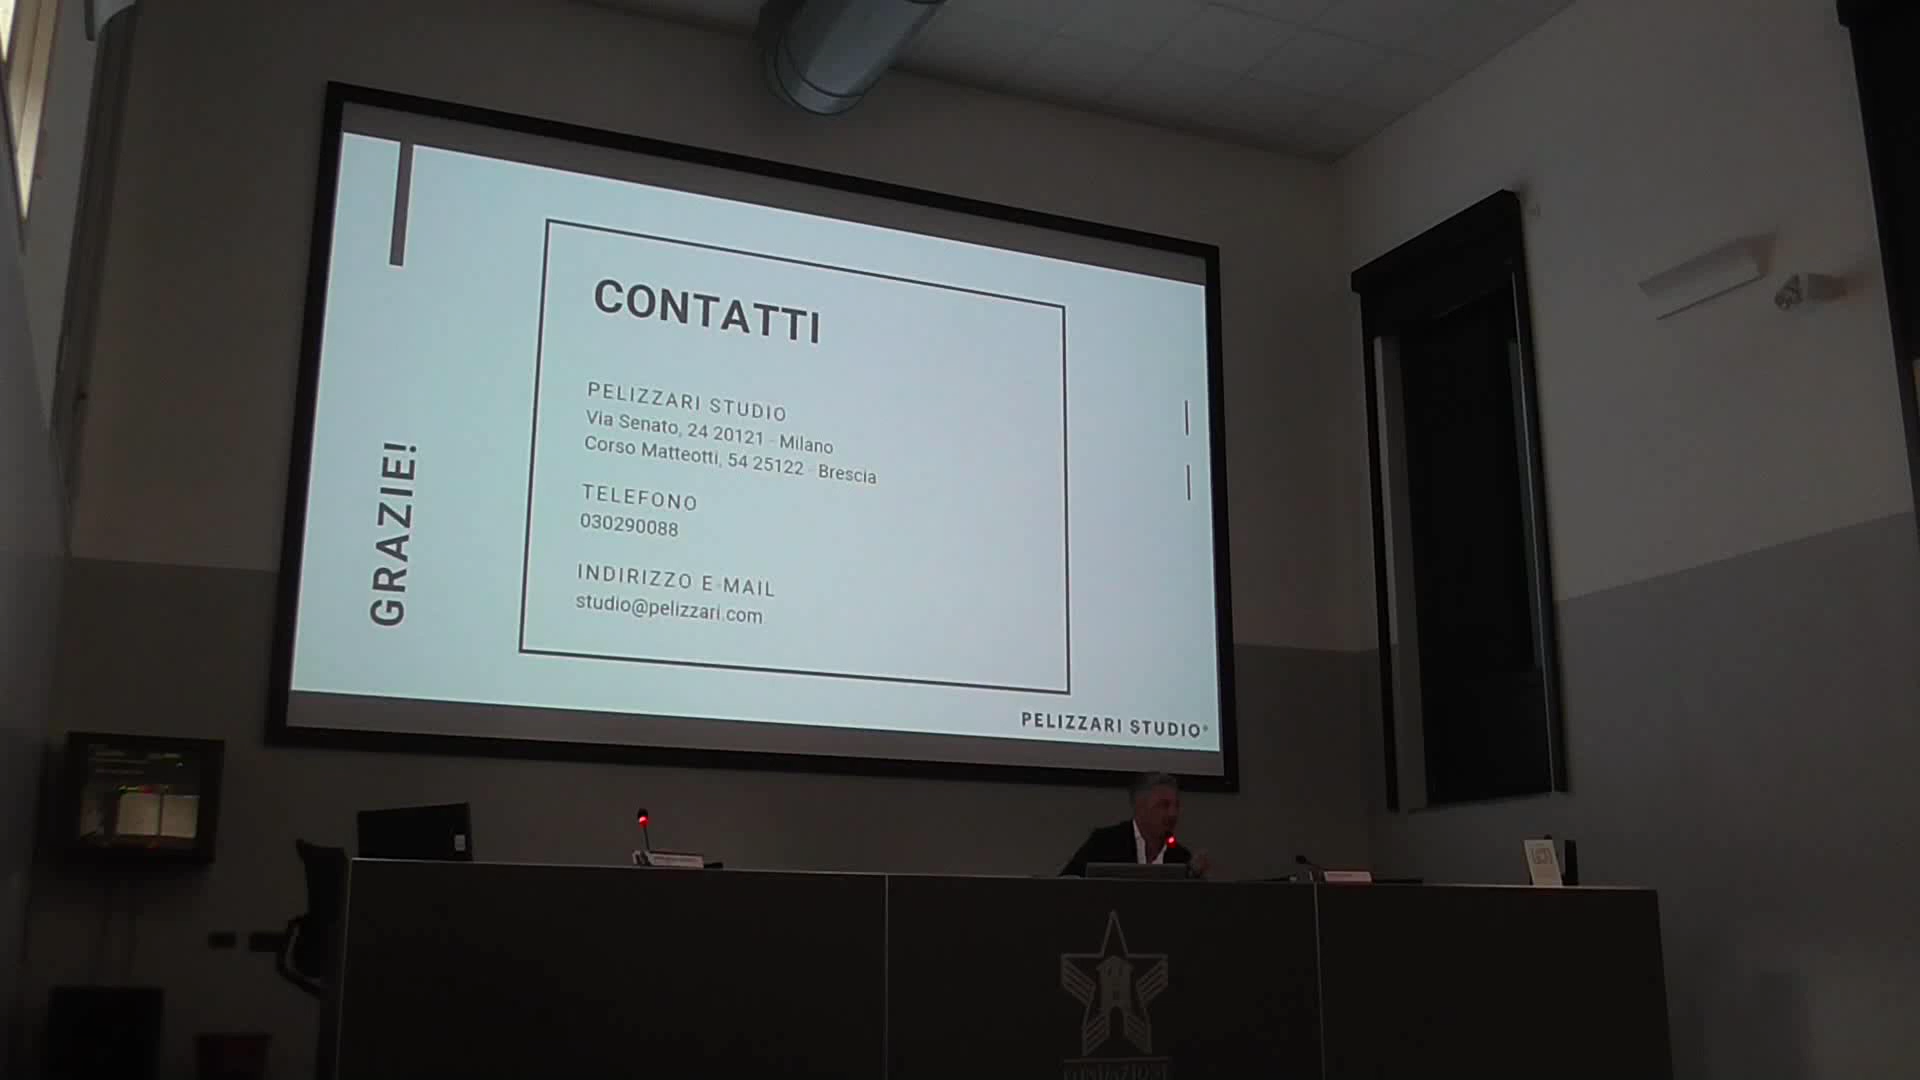 GRAZIE!
CONTATTI
PELIZZARI STUDIO
Via Senato, 24 20121 - Milano
Corso Matteotti, 54 25122 - Brescia
TELEFONO
030290088
INDIRIZZO E-MAIL
studio@pelizzari.com
PELIZZARI STUDIO®
FONDAZIONE